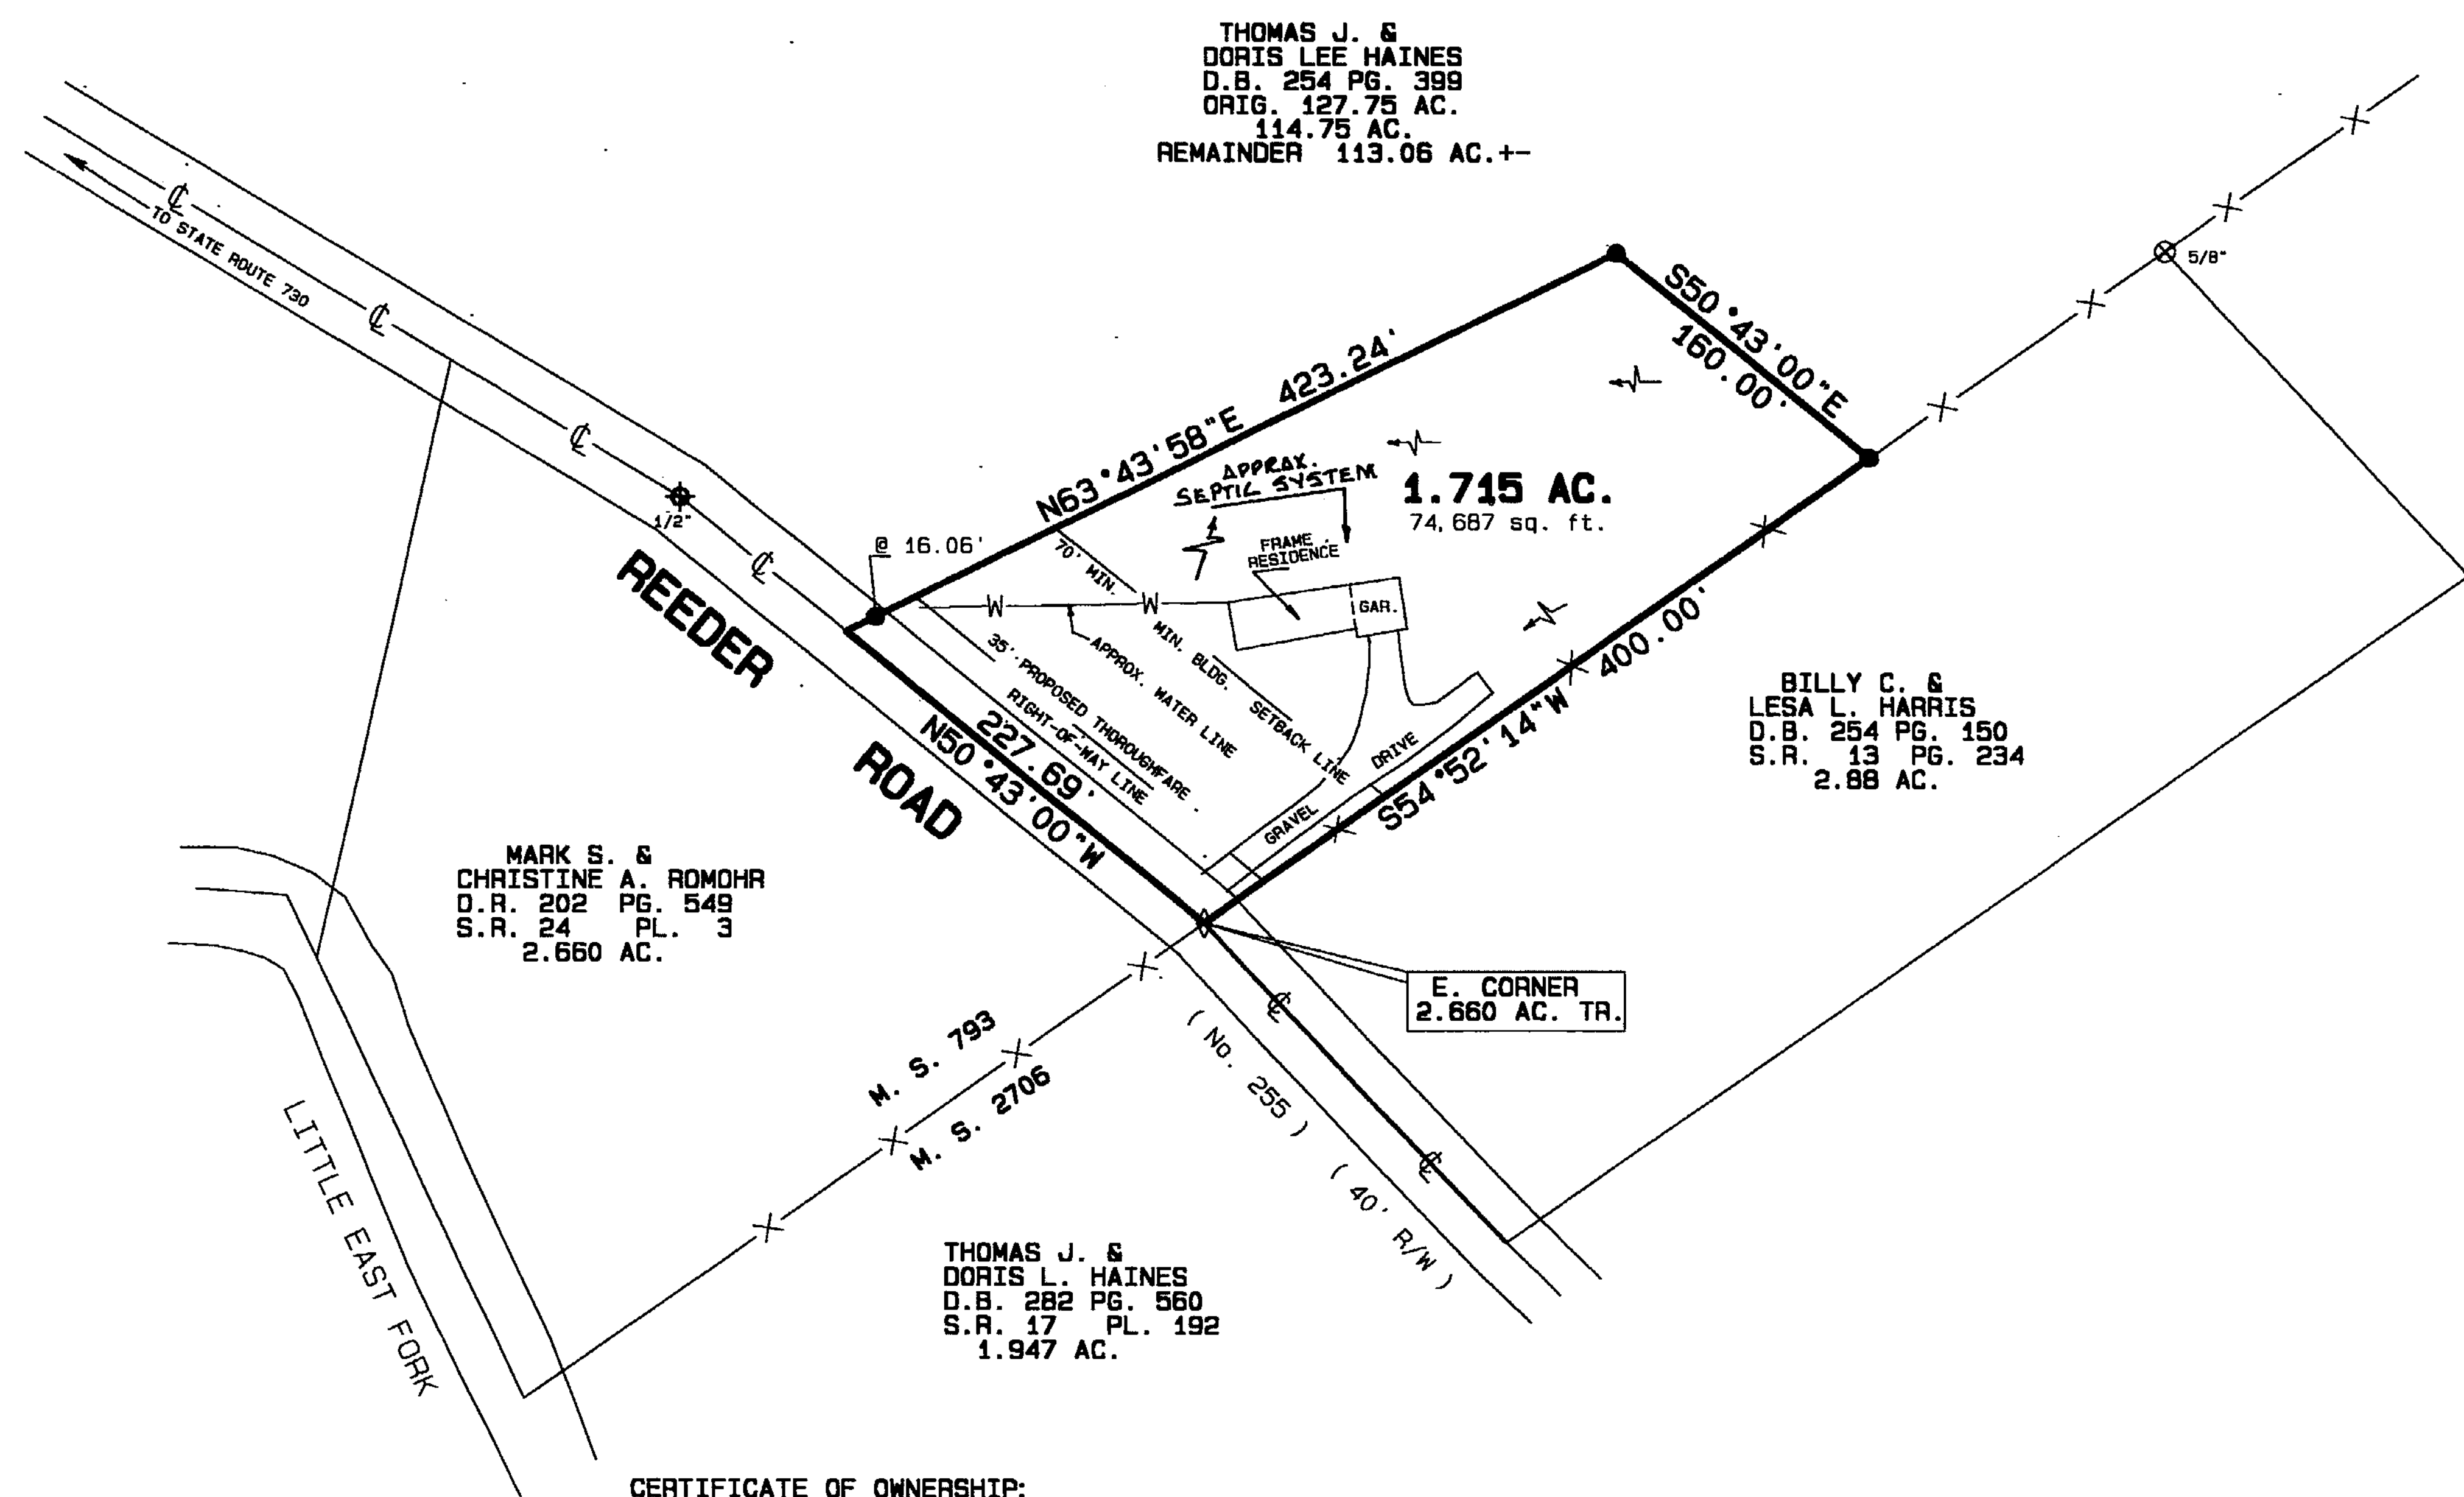 THOMAS J. &
DORIS LEE HAINES
D.B. 254 PG. 399
ORIG. 127.75 AC.
114.75 AC.
REMAINDER 113.06 AC.+-
TO STATE ROUTE 730
5/8"
S50°43'00"E
160.00'
N63°43'58"E 423.24'
APPRAX.
SEPTIC SYSTEM
1.715 AC.
74,687 sq. ft.
1/2"
@ 16.06'
FRAME
RESIDENCE
GAR.
70' MIN.
W
W
MIN. BLDG. SETBACK LINE
APPROX. WATER LINE
35' PROPOSED THOROUGHFARE
RIGHT-OF-WAY LINE
227.69'
N50°43'00"W
REEDER
ROAD
GRAVEL DRIVE
S54°52'14"W 400.00'
BILLY C. &
LESA L. HARRIS
D.B. 254 PG. 150
S.R. 13 PG. 234
2.88 AC.
MARK S. &
CHRISTINE A. ROMOHR
O.R. 202 PG. 549
S.R. 24 PL. 3
2.660 AC.
E. CORNER
2.660 AC. TR.
M. S. 793
M. S. 2706
( No. 255 ) ( 40' R/W )
LITTLE EAST FORK
THOMAS J. &
DORIS L. HAINES
D.B. 282 PG. 560
S.R. 17 PL. 192
1.947 AC.
CERTIFICATE OF OWNERSHIP: